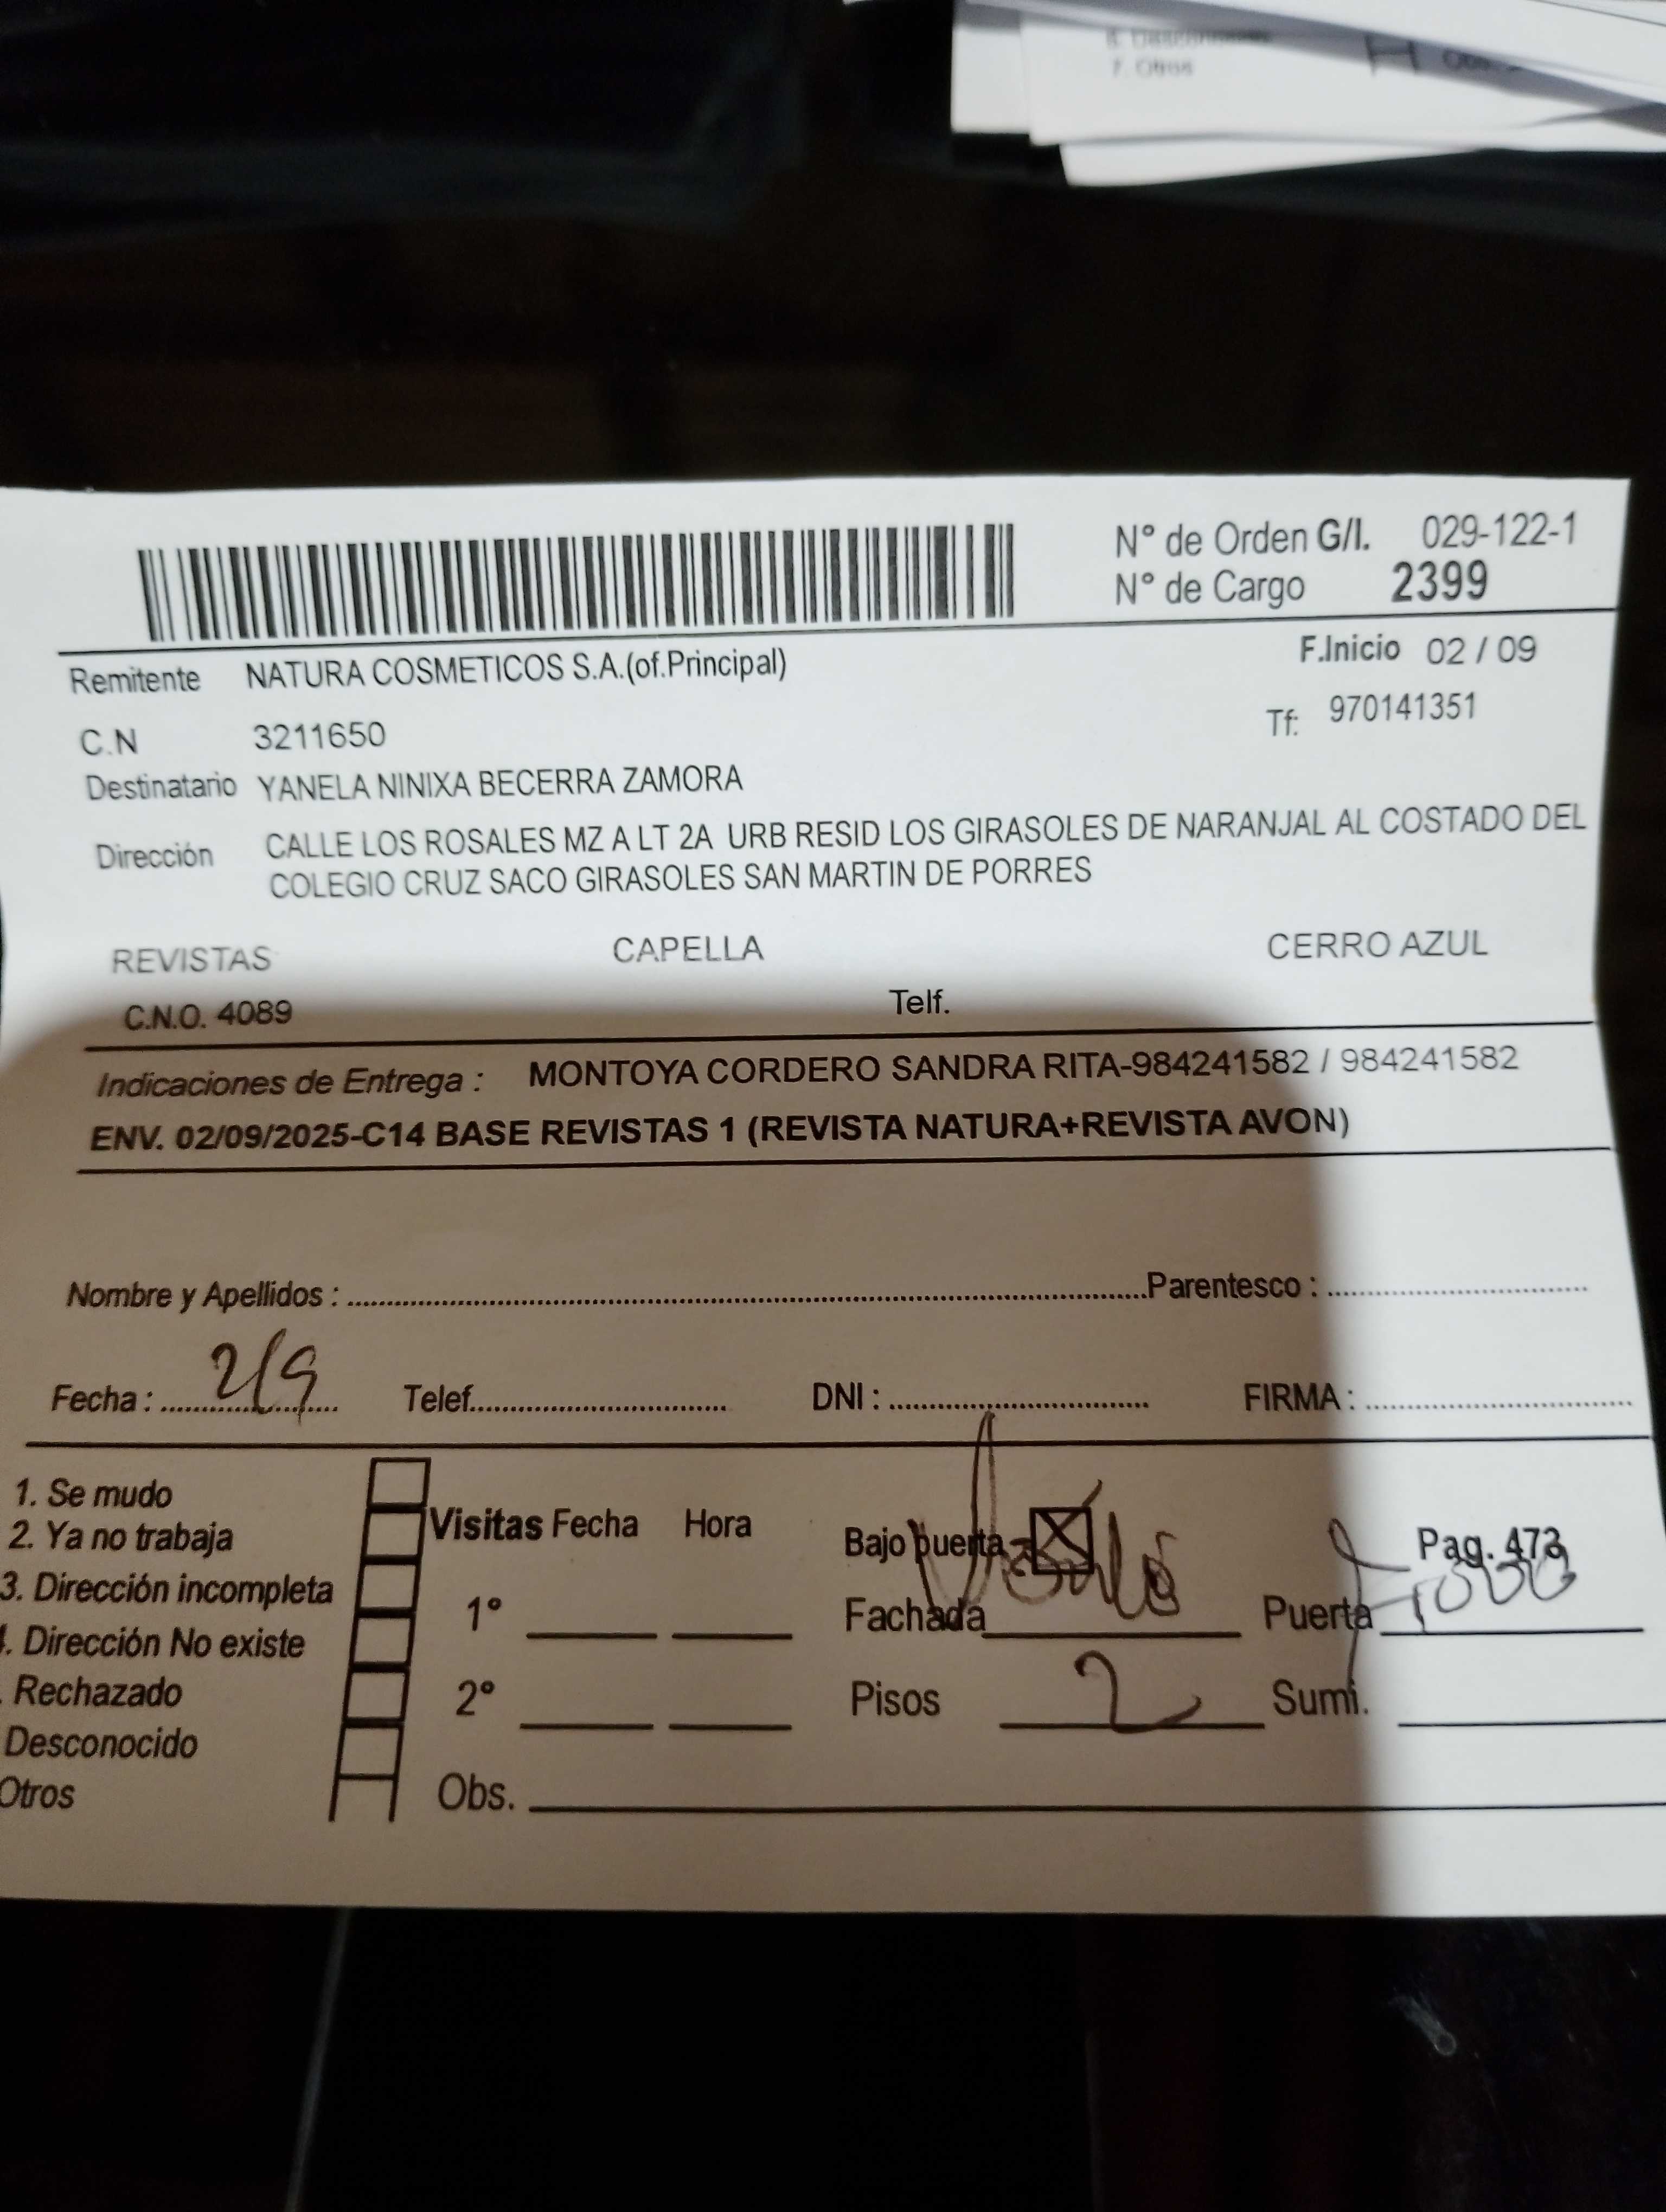 7. Otros
N° de Orden G/I. 029-122-1
N° de Cargo 2399
Remitente NATURA COSMETICOS S.A.(of.Principal)
F.Inicio 02 / 09
C.N 3211650
Tf: 970141351
Destinatario YANELA NINIXA BECERRA ZAMORA
Dirección CALLE LOS ROSALES MZ A LT 2A URB RESID LOS GIRASOLES DE NARANJAL AL COSTADO DEL
COLEGIO CRUZ SACO GIRASOLES SAN MARTIN DE PORRES
REVISTAS CAPELLA CERRO AZUL
C.N.O. 4089 Telf.
Indicaciones de Entrega : MONTOYA CORDERO SANDRA RITA-984241582 / 984241582
ENV. 02/09/2025-C14 BASE REVISTAS 1 (REVISTA NATURA+REVISTA AVON)
Nombre y Apellidos : Parentesco :
Fecha : 2/9 Telef. DNI : FIRMA :
1. Se mudo
2. Ya no trabaja
3. Dirección incompleta
. Dirección No existe
. Rechazado
Desconocido
Otros
Visitas Fecha Hora
1°
2°
Obs.
Bajo puerta Pag. 473
Fachada Puerta
Pisos 2 Sumi.